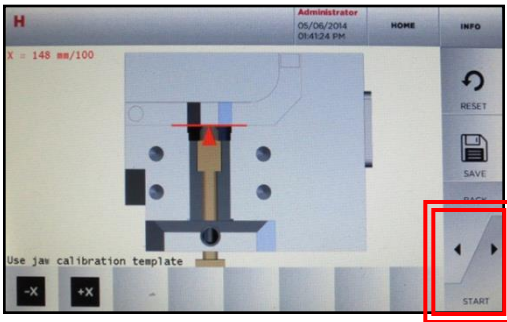 H
Administrator
05/06/2014
01:41:24 PM
HOME
INFO
X = 148 mm/100
RESET
SAVE
BACK
Use jaw calibration template
-X
+X
START